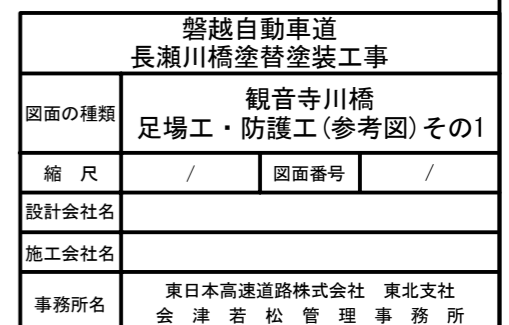 磐越自動車道
長瀬川橋塗替塗装工事
図面の種類
観音寺川橋
足場工・防護工(参考図)その1
縮 尺 / 図面番号 /
設計会社名
施工会社名
事務所名
東日本高速道路株式会社 東北支社
会 津 若 松 管 理 事 務 所